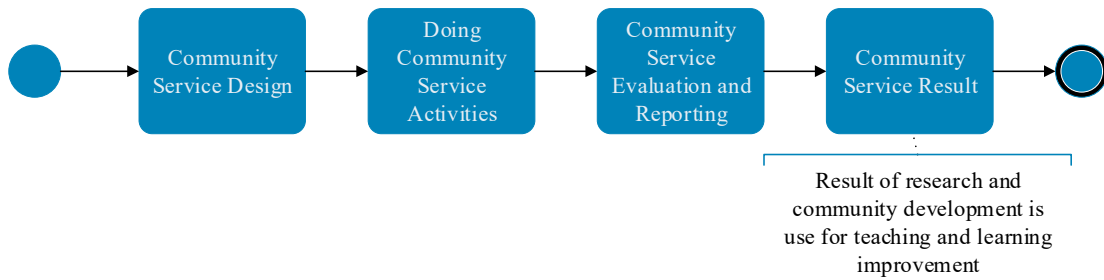 Community
Service Design
Doing
Community
Service
Activities
Community
Service
Evaluation and
Reporting
Community
Service Result
Result of research and
community development is
use for teaching and learning
improvement